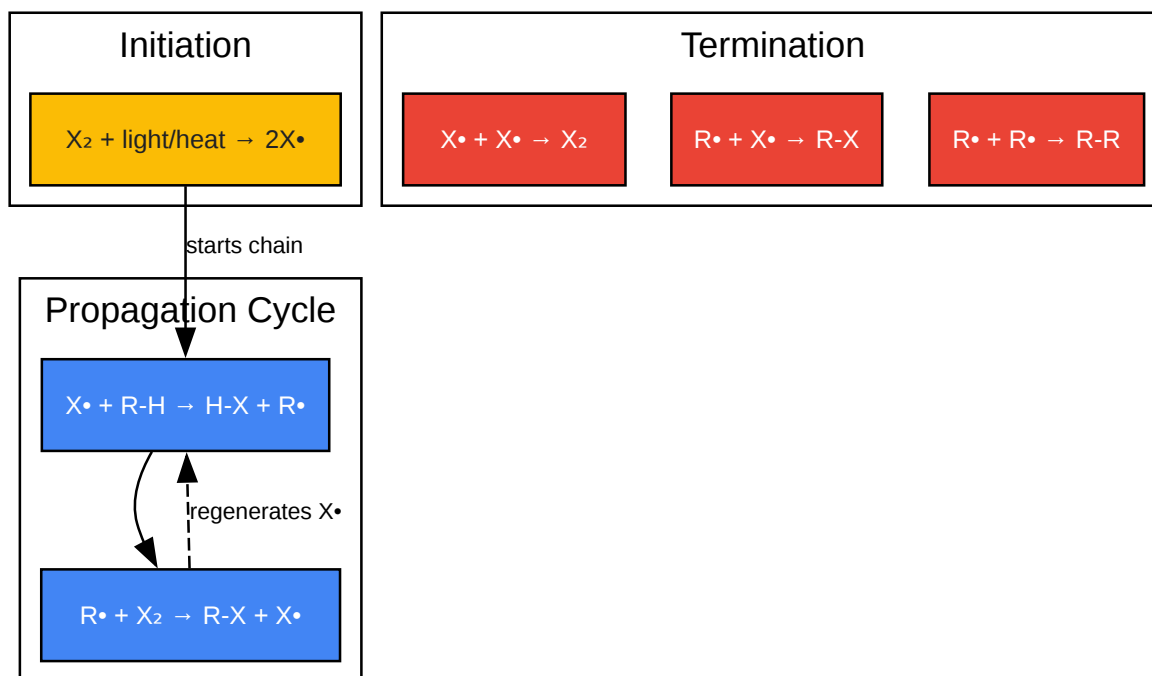 Initiation
X₂ + light/heat → 2X•
Termination
X• + X• → X₂
R• + X• → R-X
R• + R• → R-R
starts chain
Propagation Cycle
X• + R-H → H-X + R•
regenerates X•
R• + X₂ → R-X + X•